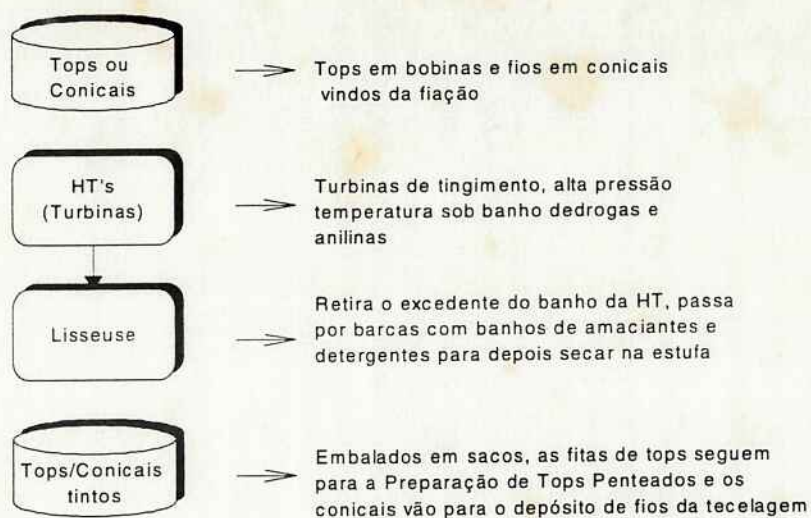 Tops ou
Conicais
Tops em bobinas e fios em conicais
vindos da fiação
HT's
(Turbinas)
Turbinas de tingimento, alta pressão
temperatura sob banho dedrogas e
anilinas
Lisseuse
Retira o excedente do banho da HT, passa
por barcas com banhos de amaciantes e
detergentes para depois secar na estufa
Tops/Conicais
tintos
Embalados em sacos, as fitas de tops seguem
para a Preparação de Tops Penteados e os
conicais vão para o depósito de fios da tecelagem